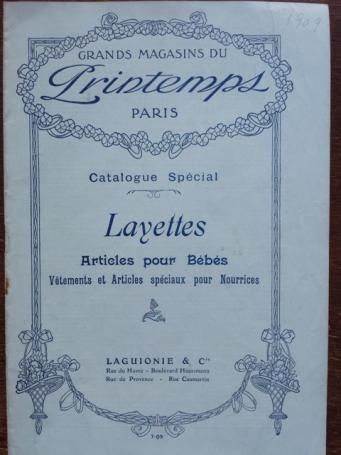 1909
GRANDS MAGASINS DU
Printemps
PARIS
Catalogue Spécial
Layettes
Articles pour Bébés
Vêtements et Articles spéciaux pour Nourrices
LAGUIONIE & Cie
Rue du Havre – Boulevard Haussmann
Rue de Provence – Rue Caumartin